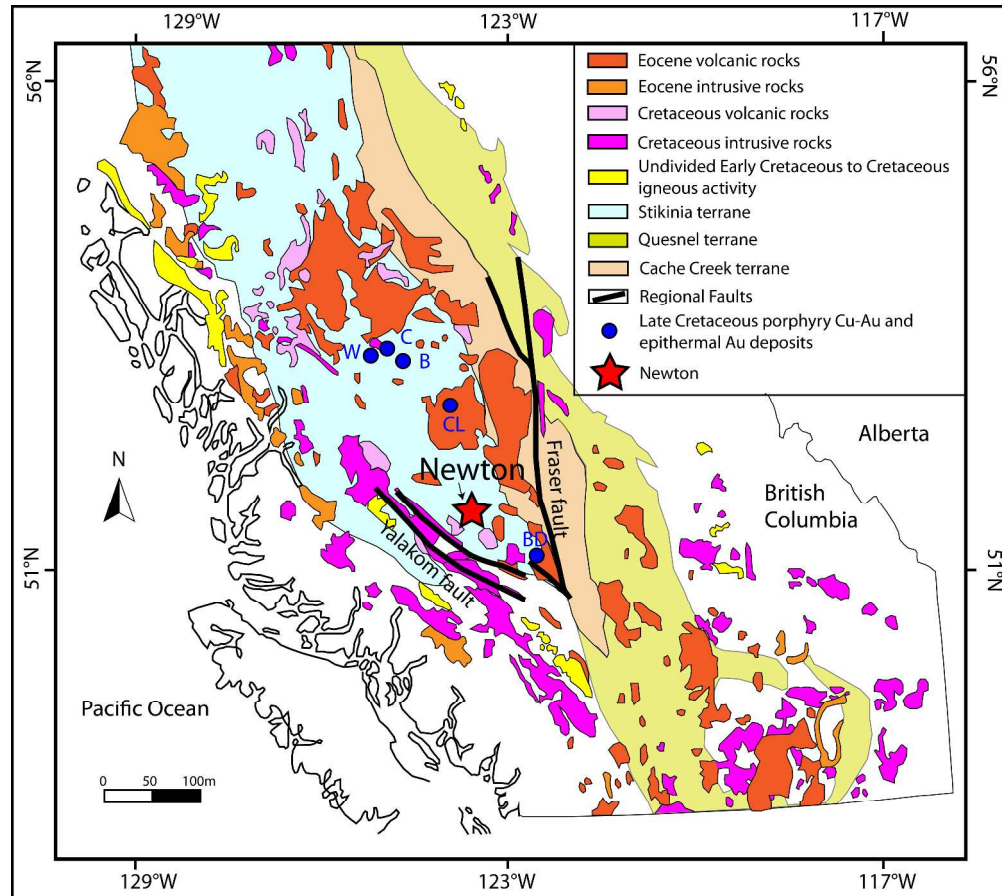 129°W 123°W 117°W
56°N 56°N
Eocene volcanic rocks
Eocene intrusive rocks
Cretaceous volcanic rocks
Cretaceous intrusive rocks
Undivided Early Cretaceous to Cretaceous
igneous activity
Stikinia terrane
Quesnel terrane
Cache Creek terrane
Regional Faults
Late Cretaceous porphyry Cu-Au and
epithermal Au deposits
Newton
W C
B
CL
Alberta
N
Newton
Fraser fault
British
Columbia
BD
51°N 51°N
Yalakom fault
Pacific Ocean
0 50 100m
129°W 123°W 117°W